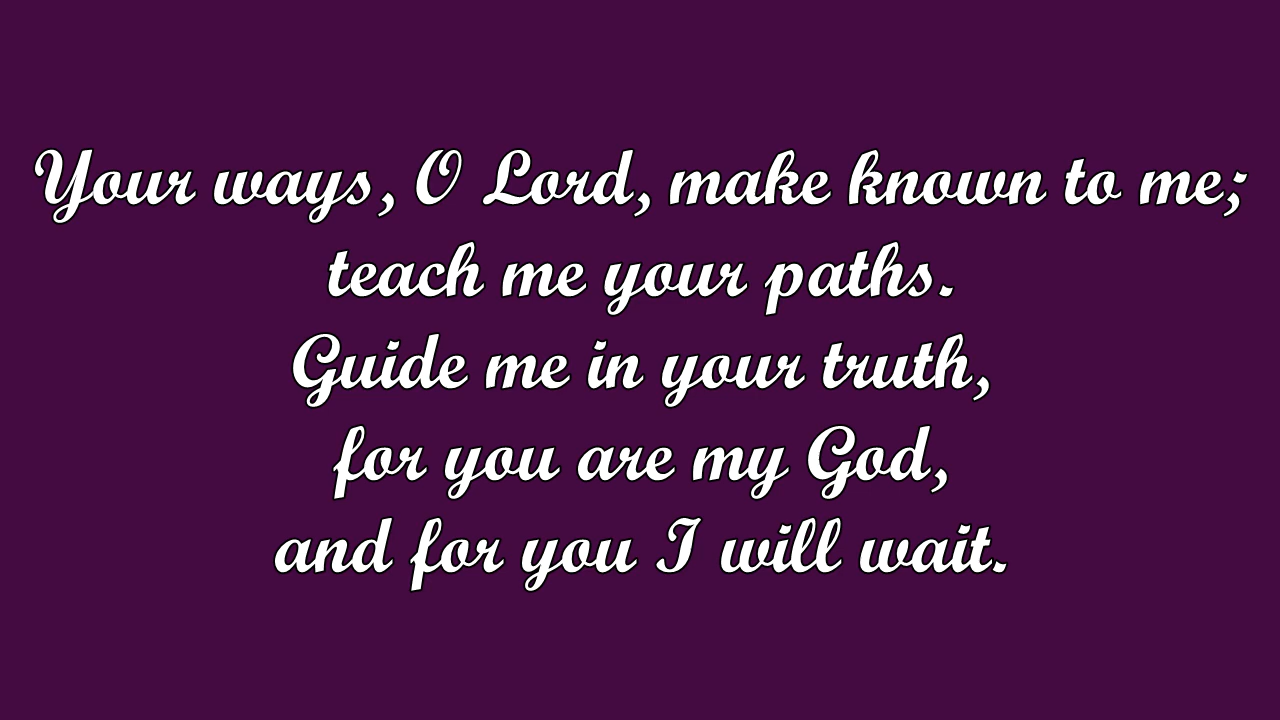 Your ways, O Lord, make known to me;
teach me your paths.
Guide me in your truth,
for you are my God,
and for you I will wait.